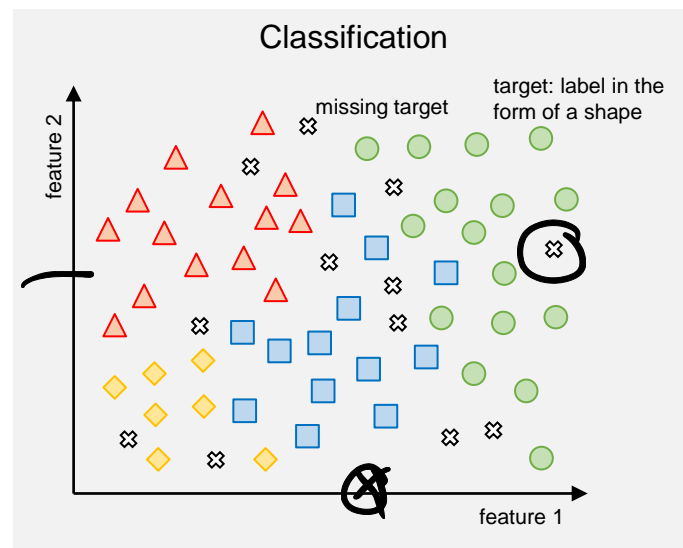 Classification
target: label in the
form of a shape
missing target
feature 2
feature 1